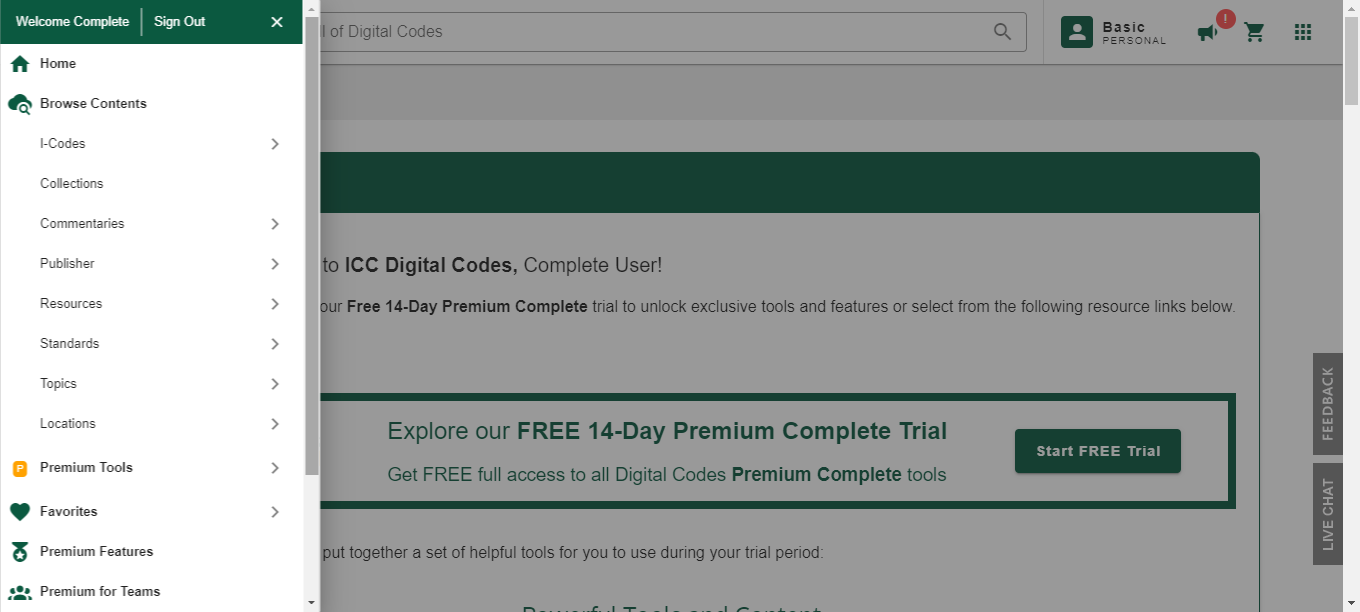 Welcome Complete
Sign Out
Home
Browse Contents
I-Codes
Collections
Commentaries
Publisher
Resources
Standards
Topics
Locations
P Premium Tools
Favorites
Premium Features
Premium for Teams
of Digital Codes
Basic
PERSONAL
!
to ICC Digital Codes, Complete User!
our Free 14-Day Premium Complete trial to unlock exclusive tools and features or select from the following resource links below.
Explore our FREE 14-Day Premium Complete Trial
Get FREE full access to all Digital Codes Premium Complete tools
Start FREE Trial
put together a set of helpful tools for you to use during your trial period:
Powerful Tools and Content
FEEDBACK
LIVE CHAT